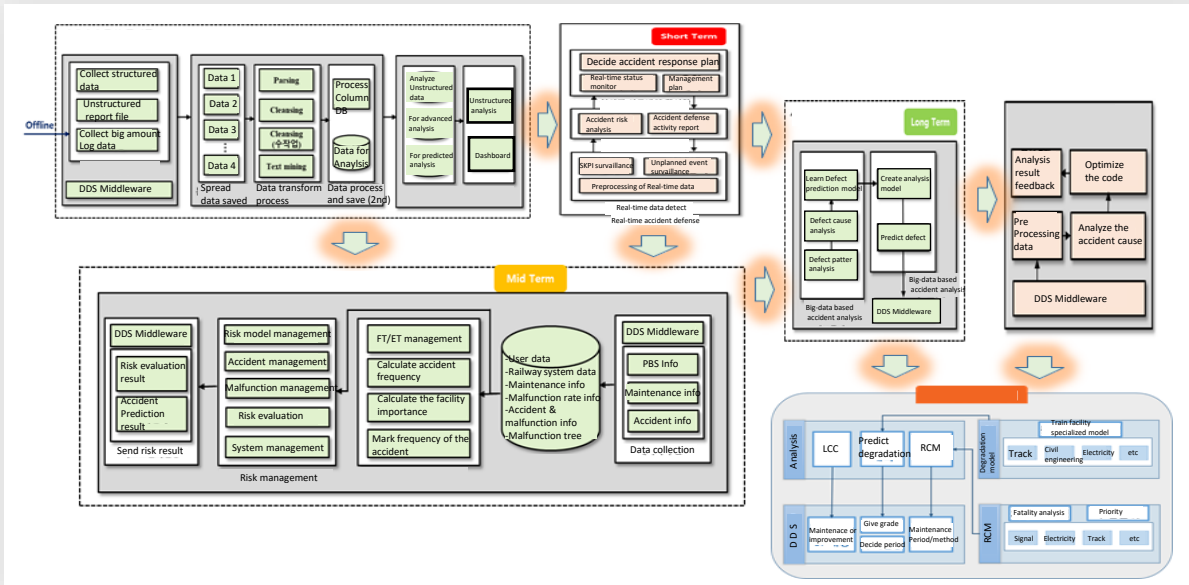 Offline
Collect structured
data
Unstructured
report file
Collect big amount
Log data
DDS Middleware
Data 1
Data 2
Data 3
Data 4
Spread
data saved
Parsing
Cleansing
Cleansing
(수작업)
Text mining
Data transform
process
Process
Column
DB
Data for
Anaylsis
Data process
and save (2nd)
Analyze
Unstructured
data
For advanced
analysis
For predicted
analysis
Unstructured
analysis
Dashboard
Short Term
Decide accident response plan
Real-time status
monitor
Management
plan
Accident risk
analysis
Accident defense
activity report
SKPI survaillance
Unplanned event
survaillance
Preprocessing of Real-time data
Real-time data detect
Real-time accident defense
Long Term
Learn Defect
prediction model
Defect cause
analysis
Defect patter
analysis
Big-data based
accident analysis
Create analysis
model
Predict defect
Big-data based
accident analysis
DDS Middleware
Analysis
result
feedback
Optimize
the code
Pre
Processing
data
Analyze the
accident cause
DDS Middleware
Mid Term
DDS Middleware
Risk evaluation
result
Accident
Prediction
result
Send risk result
Risk model management
Accident management
Malfunction management
Risk evaluation
System management
Risk management
FT/ET management
Calculate accident
frequency
Calculate the facility
importance
Mark frequency of the
accident
-User data
-Railway system data
-Maintenance info
-Malfunction rate info
-Accident &
malfunction info
-Malfunction tree
DDS Middleware
PBS Info
Maintenance info
Accident info
Data collection
Analysis
LCC
Predict
degradation
RCM
Degradation
model
Train facility
specialized model
Track
Civil
engineering
Electricity
etc
DDS
Maintenace or
improvement
Give grade
Decide period
Maintenance
Period/method
RCM
Fatality analysis
Priority
Signal
Electricity
Track
etc